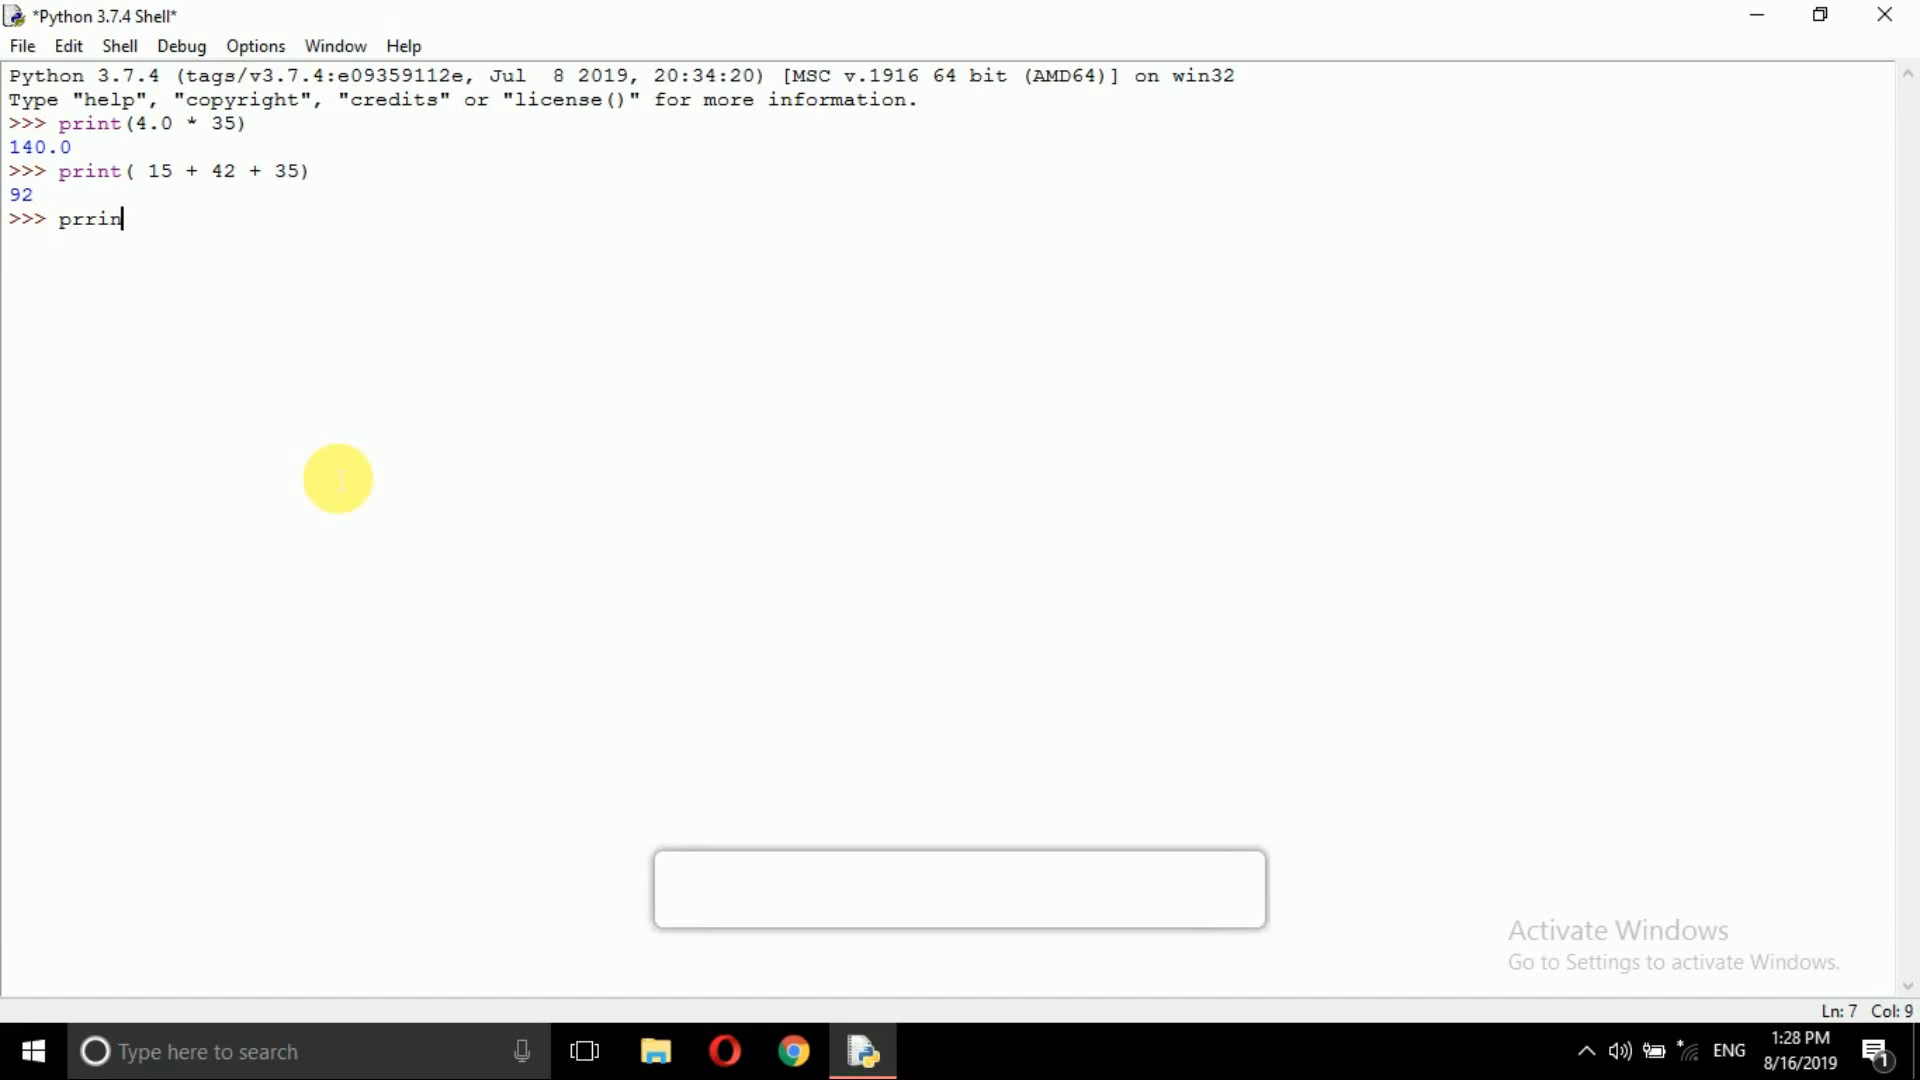 *Python 3.7.4 Shell*
File Edit Shell Debug Options Window Help
Python 3.7.4 (tags/v3.7.4:e09359112e, Jul  8 2019, 20:34:20) [MSC v.1916 64 bit (AMD64)] on win32
Type "help", "copyright", "credits" or "license()" for more information.
>>> print(4.0 * 35)
140.0
>>> print( 15 + 42 + 35)
92
>>> prrin
Activate Windows
Go to Settings to activate Windows.
Ln: 7 Col: 9
Type here to search
ENG
1:28 PM
8/16/2019
1